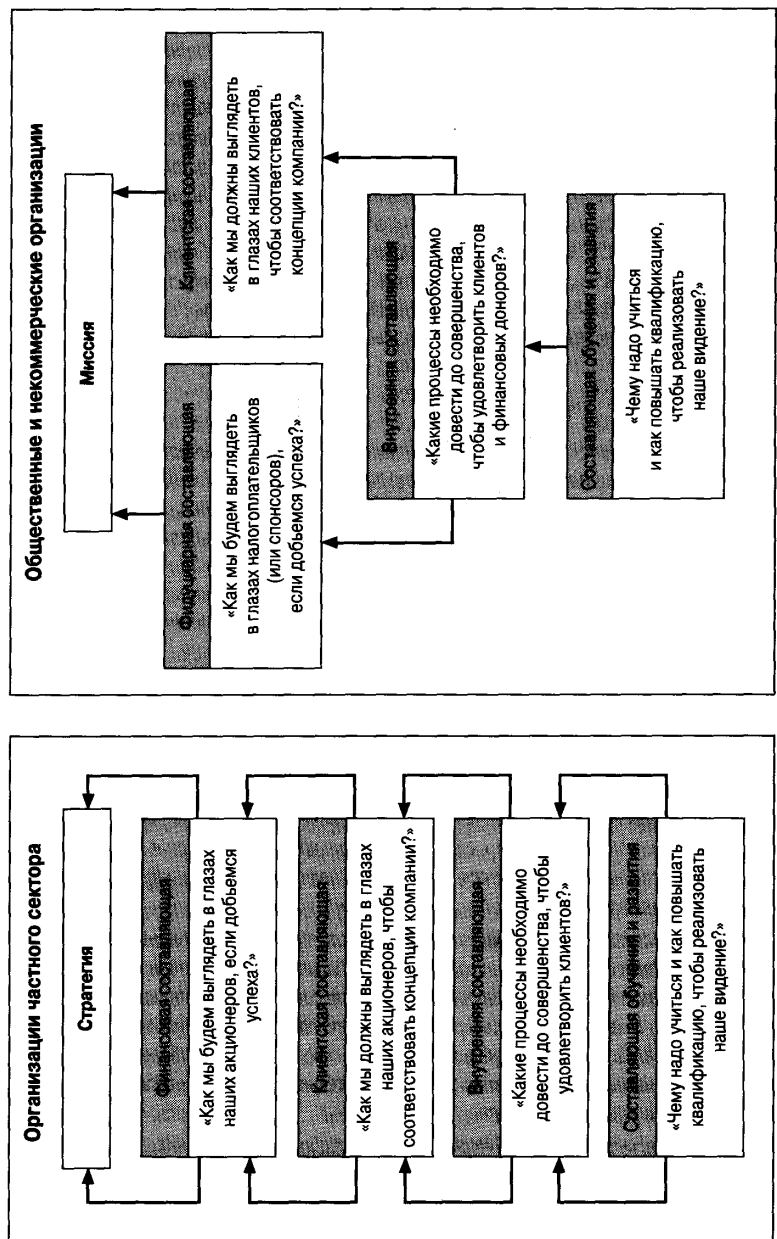 Организации частного сектора
Стратегия
Финансовая составляющая
«Как мы будем выглядеть в глазах
наших акционеров, если добьемся
успеха?»
Клиентская составляющая
«Как мы должны выглядеть в глазах
наших акционеров, чтобы
соответствовать концепции компании?»
Внутренняя составляющая
«Какие процессы необходимо
довести до совершенства, чтобы
удовлетворить клиентов?»
Составляющая обучения и развития
«Чему надо учиться и как повышать
квалификацию, чтобы реализовать
наше видение?»
Общественные и некоммерческие организации
Миссия
Фидуциарная составляющая
«Как мы будем выглядеть
в глазах налогоплательщиков
(или спонсоров),
если добьемся успеха?»
Клиентская составляющая
«Как мы должны выглядеть
в глазах наших клиентов,
чтобы соответствовать
концепции компании?»
Внутренняя составляющая
«Какие процессы необходимо
довести до совершенства,
чтобы удовлетворить клиентов
и финансовых доноров?»
Составляющая обучения и развития
«Чему надо учиться
и как повышать квалификацию,
чтобы реализовать
наше видение?»